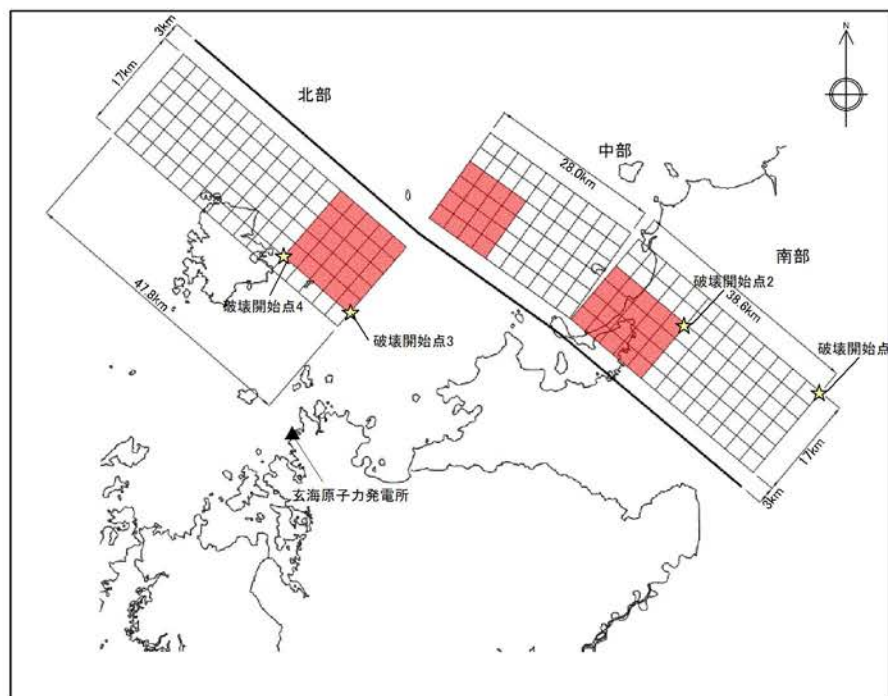 3km
17km
北部
N
中部
28.0km
南部
破壊開始点2
38.6km
破壊開始点
破壊開始点4
47.8km
破壊開始点3
17km
3km
玄海原子力発電所